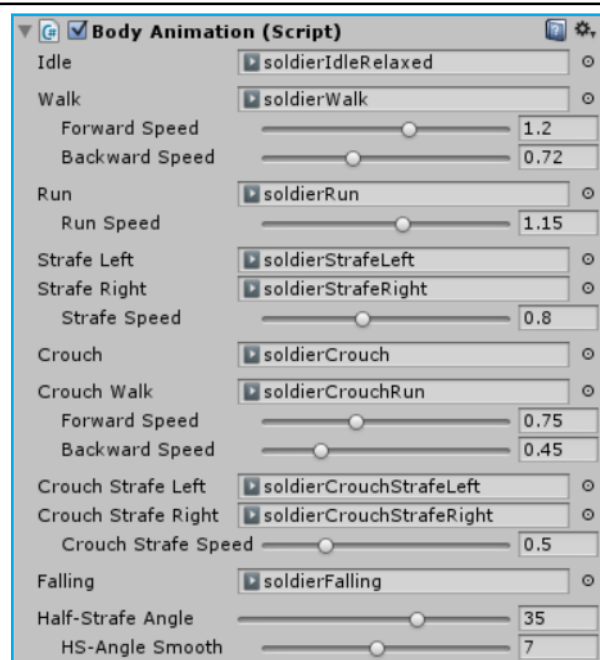 Body Animation (Script)
Idle soldierIdleRelaxed
Walk soldierWalk
Forward Speed 1.2
Backward Speed 0.72
Run soldierRun
Run Speed 1.15
Strafe Left soldierStrafeLeft
Strafe Right soldierStrafeRight
Strafe Speed 0.8
Crouch soldierCrouch
Crouch Walk soldierCrouchRun
Forward Speed 0.75
Backward Speed 0.45
Crouch Strafe Left soldierCrouchStrafeLeft
Crouch Strafe Right soldierCrouchStrafeRight
Crouch Strafe Speed 0.5
Falling soldierFalling
Half-Strafe Angle 35
HS-Angle Smooth 7